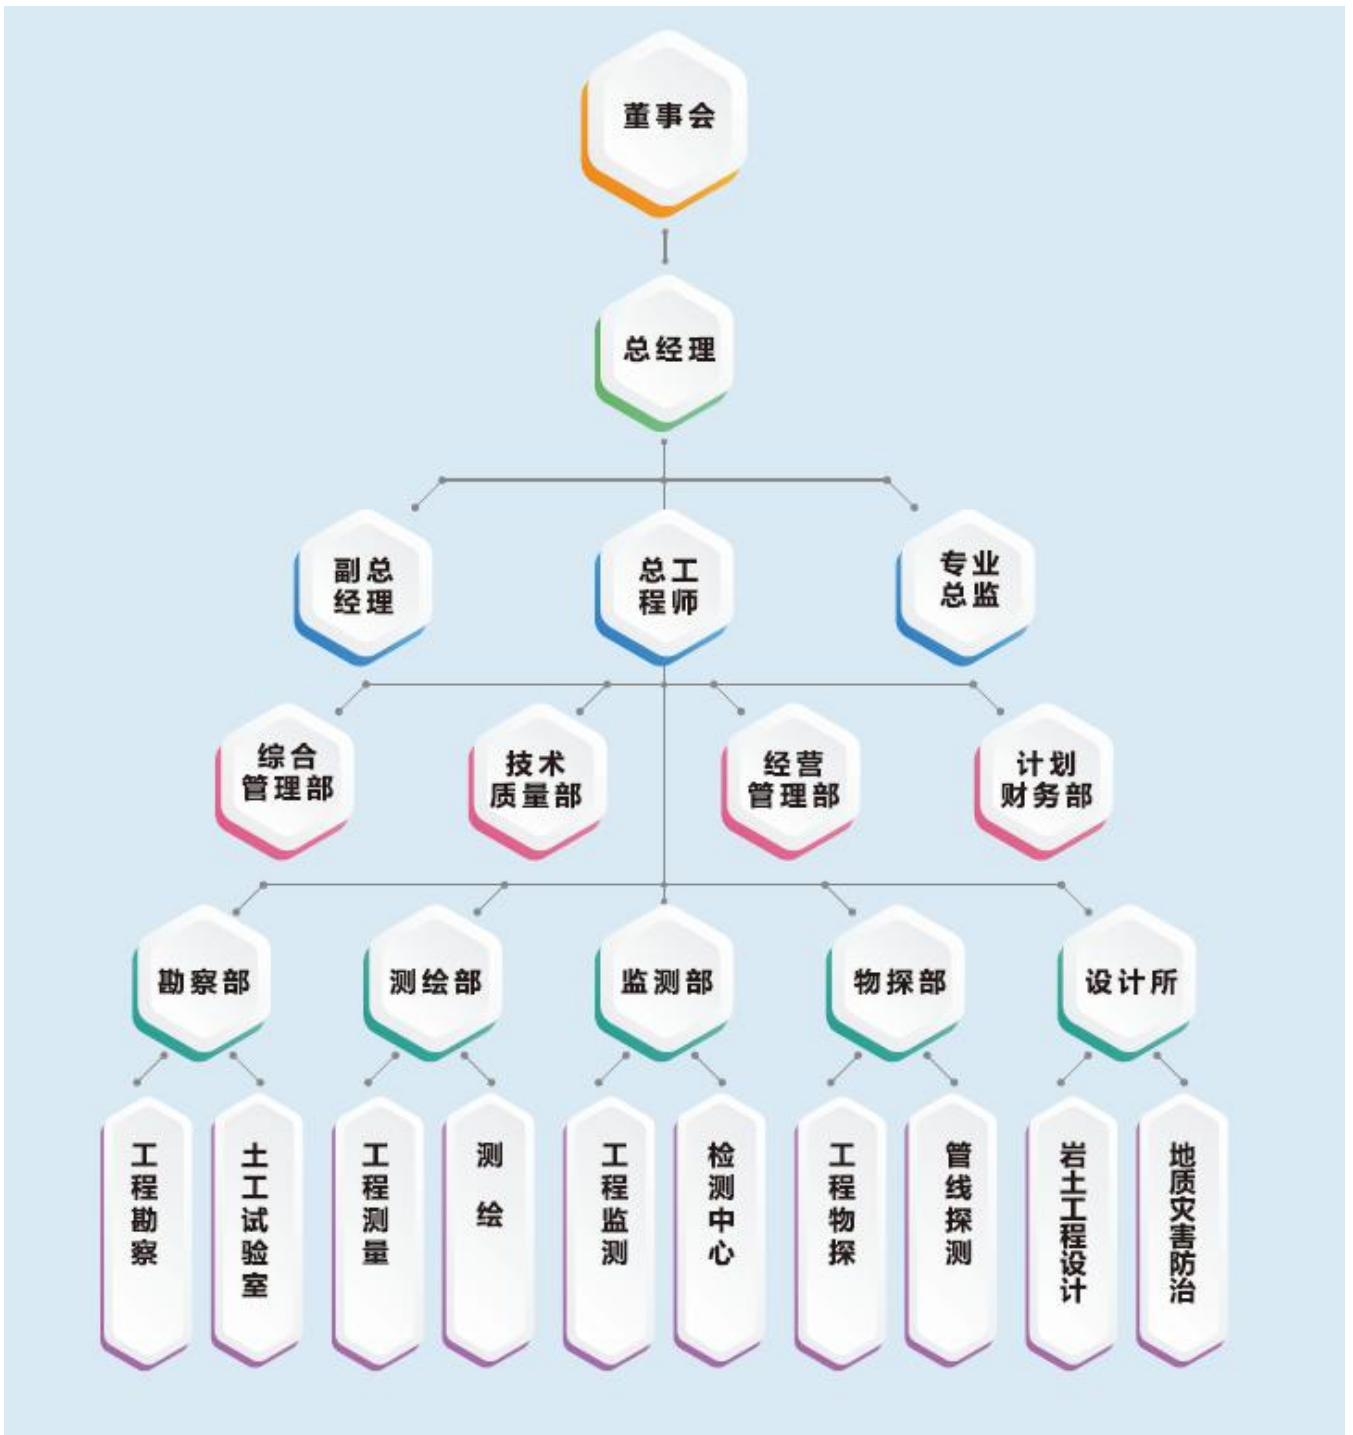 董事会
总经理
副总
经理
总工
程师
专业
总监
综合
管理部
技术
质量部
经营
管理部
计划
财务部
勘察部
测绘部
监测部
物探部
设计所
工程勘察
土工试验室
工程测量
测绘
工程监测
检测中心
工程物探
管线探测
岩土工程设计
地质灾害防治